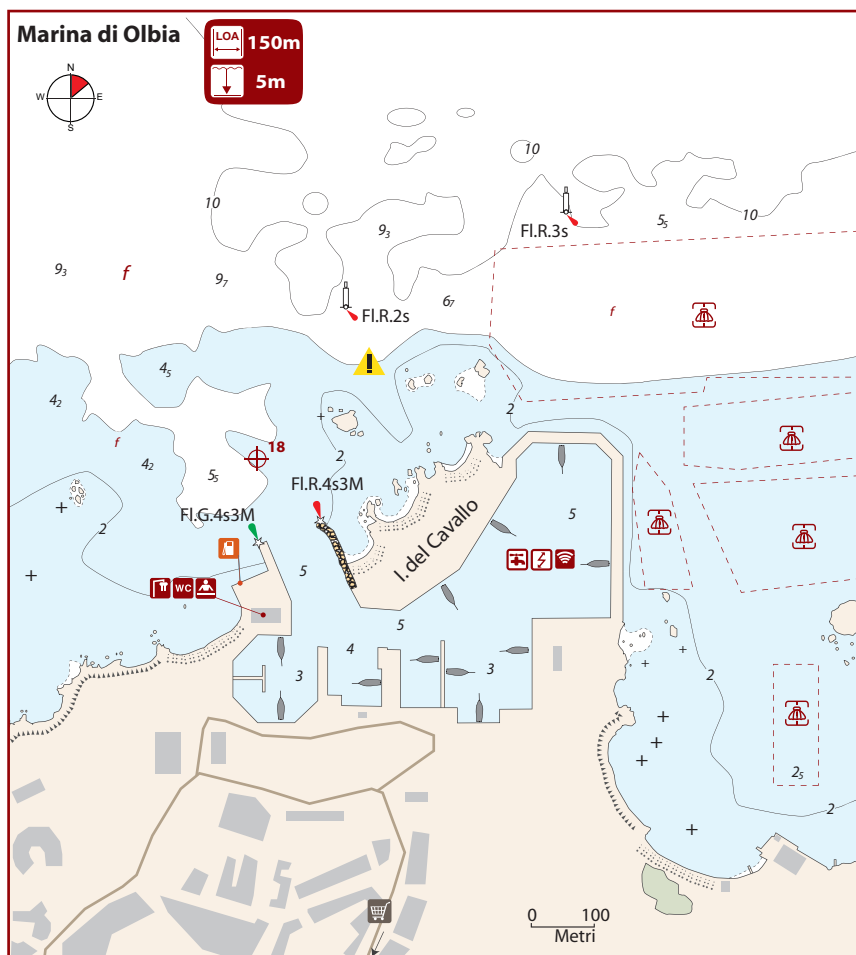 Marina di Olbia
LOA
150m
5m
N
W
E
S
10
10
10
9₃
5₅
Fl.R.3s
9₃
f
9₇
6₇
f
Fl.R.2s
4₅
4₂
2
f
4₂
2
18
5₅
Fl.R.4s3M
Fl.G.4s3M
2
I. del Cavallo
5
5
WC
5
4
3
3
2
2₅
2
0 100
Metri